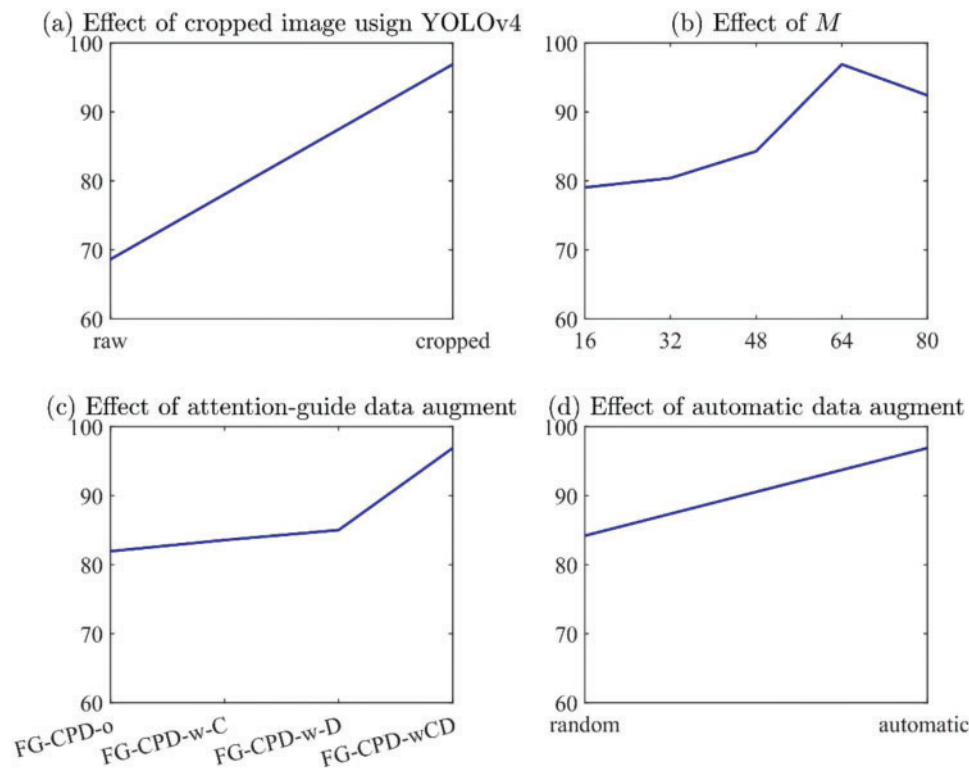 (a) Effect of cropped image usign YOLOv4
100
90
80
70
60
raw cropped
(b) Effect of M
100
90
80
70
60
16 32 48 64 80
(c) Effect of attention-guide data augment
100
90
80
70
60
FG-CPD-o FG-CPD-w-C FG-CPD-w-D FG-CPD-wCD
(d) Effect of automatic data augment
100
90
80
70
60
random automatic